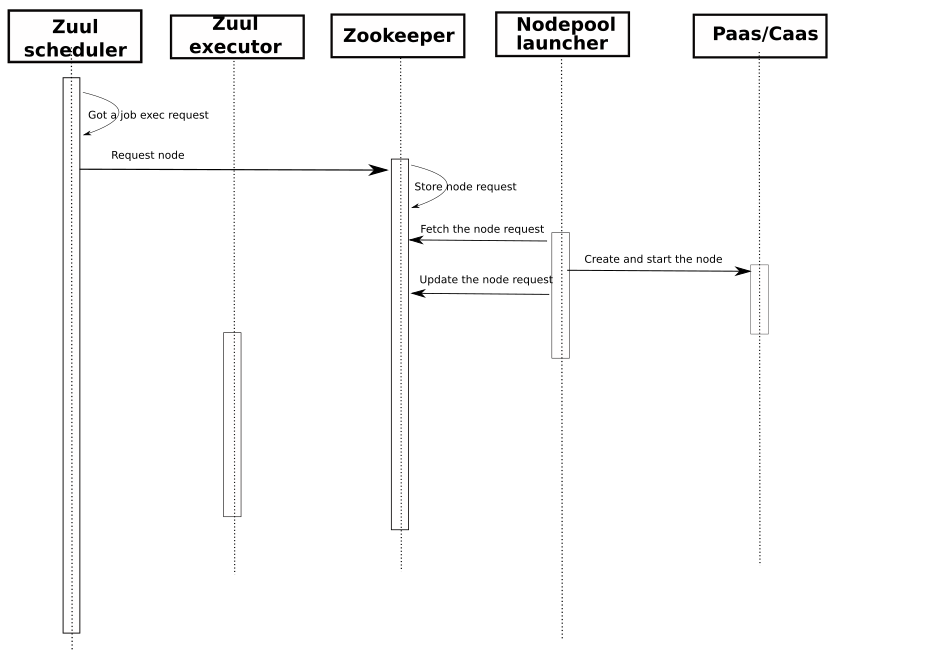 Zuul
scheduler
Zuul
executor
Zookeeper
Nodepool
launcher
Paas/Caas
Got a job exec request
Request node
Store node request
Fetch the node request
Create and start the node
Update the node request